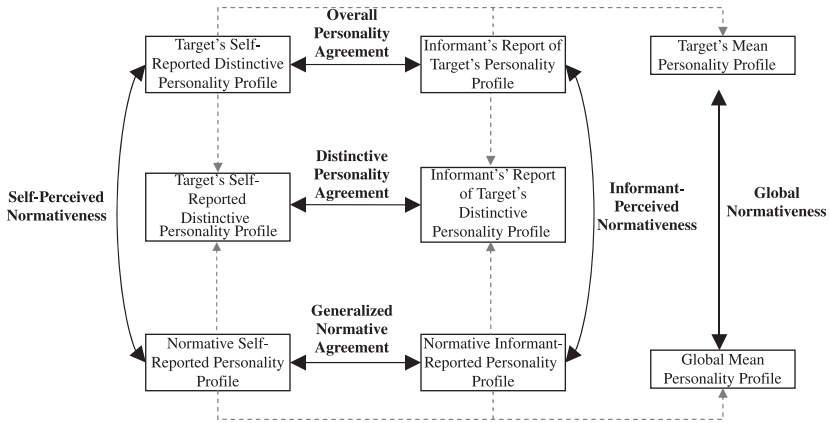 Overall
Personality
Agreement
Target's Self-
Reported Distinctive
Personality Profile
Informant's Report of
Target's Personality
Profile
Target's Mean
Personality Profile
Self-Perceived
Normativeness
Target's Self-
Reported
Distinctive
Personality Profile
Distinctive
Personality
Agreement
Informant's' Report
of Target's
Distinctive
Personality Profile
Informant-
Perceived
Normativeness
Global
Normativeness
Generalized
Normative
Agreement
Normative Self-
Reported Personality
Profile
Normative Informant-
Reported Personality
Profile
Global Mean
Personality Profile